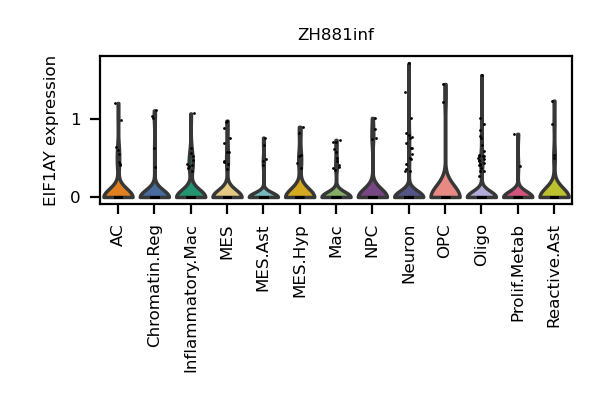 ZH881inf
EIF1AY expression
1
0
AC
Chromatin.Reg
Inflammatory.Mac
MES
MES.Ast
MES.Hyp
Mac
NPC
Neuron
OPC
Oligo
Prolif.Metab
Reactive.Ast